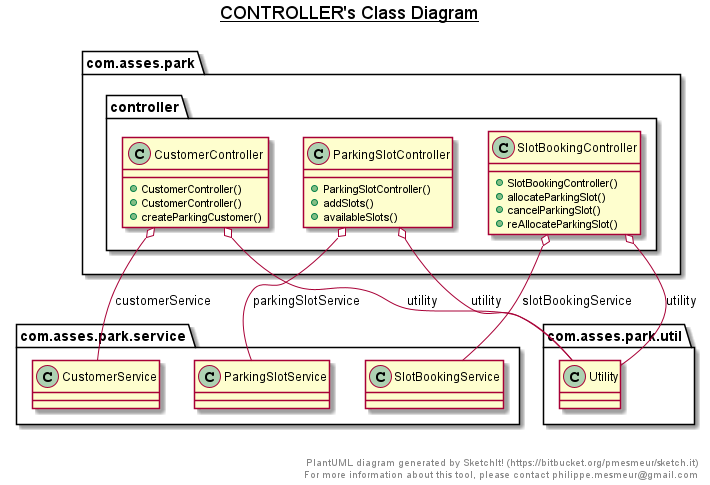 CONTROLLER's Class Diagram
com.asses.park
controller
C CustomerController
CustomerController()
CustomerController()
createParkingCustomer()
C ParkingSlotController
ParkingSlotController()
addSlots()
availableSlots()
C SlotBookingController
SlotBookingController()
allocateParkingSlot()
cancelParkingSlot()
reAllocateParkingSlot()
customerService
parkingSlotService
utility
utility
slotBookingService
utility
com.asses.park.service
C CustomerService
C ParkingSlotService
C SlotBookingService
com.asses.park.util
C Utility
PlantUML diagram generated by SketchIt! (https://bitbucket.org/pmesmeur/sketch.it)
For more information about this tool, please contact philippe.mesmeur@gmail.com